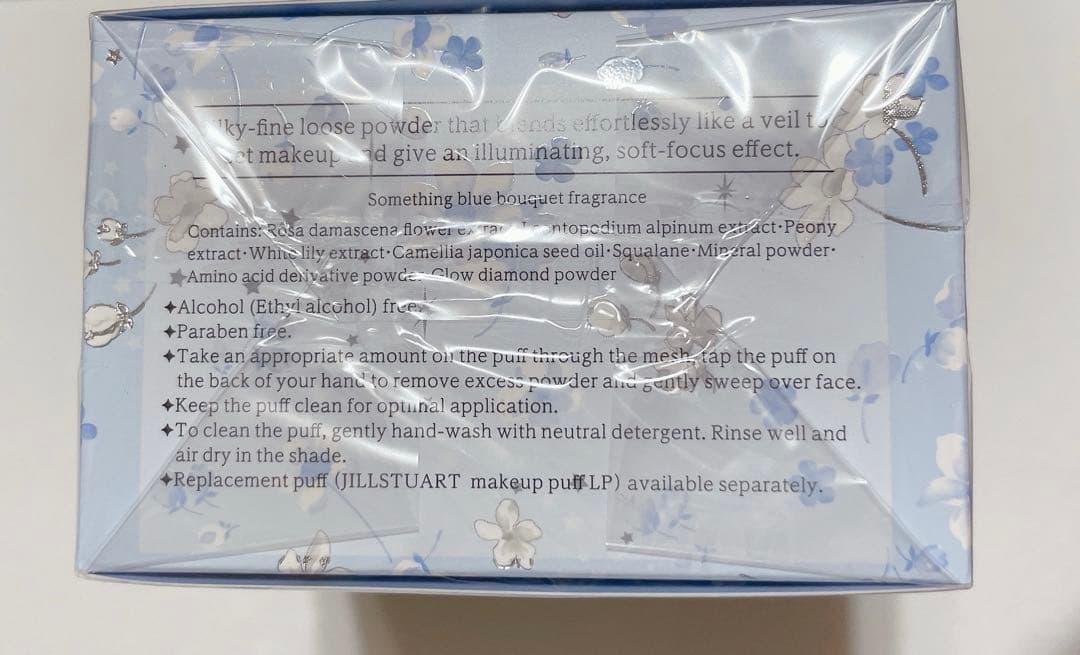 lky-fine loose powder that blends effortlessly like a veil to
set makeup and give an illuminating, soft-focus effect.
Something blue bouquet fragrance
Contains: Rosa damascena flower extract·Leontopodium alpinum extract·Peony
extract·White lily extract·Camellia japonica seed oil·Squalane·Mineral powder·
Amino acid derivative powder·Glow diamond powder
✦Alcohol (Ethyl alcohol) free.
✦Paraben free.
✦Take an appropriate amount on the puff through the mesh, tap the puff on
the back of your hand to remove excess powder and gently sweep over face.
✦Keep the puff clean for optimal application.
✦To clean the puff, gently hand-wash with neutral detergent. Rinse well and
air dry in the shade.
✦Replacement puff (JILLSTUART makeup puff LP) available separately.